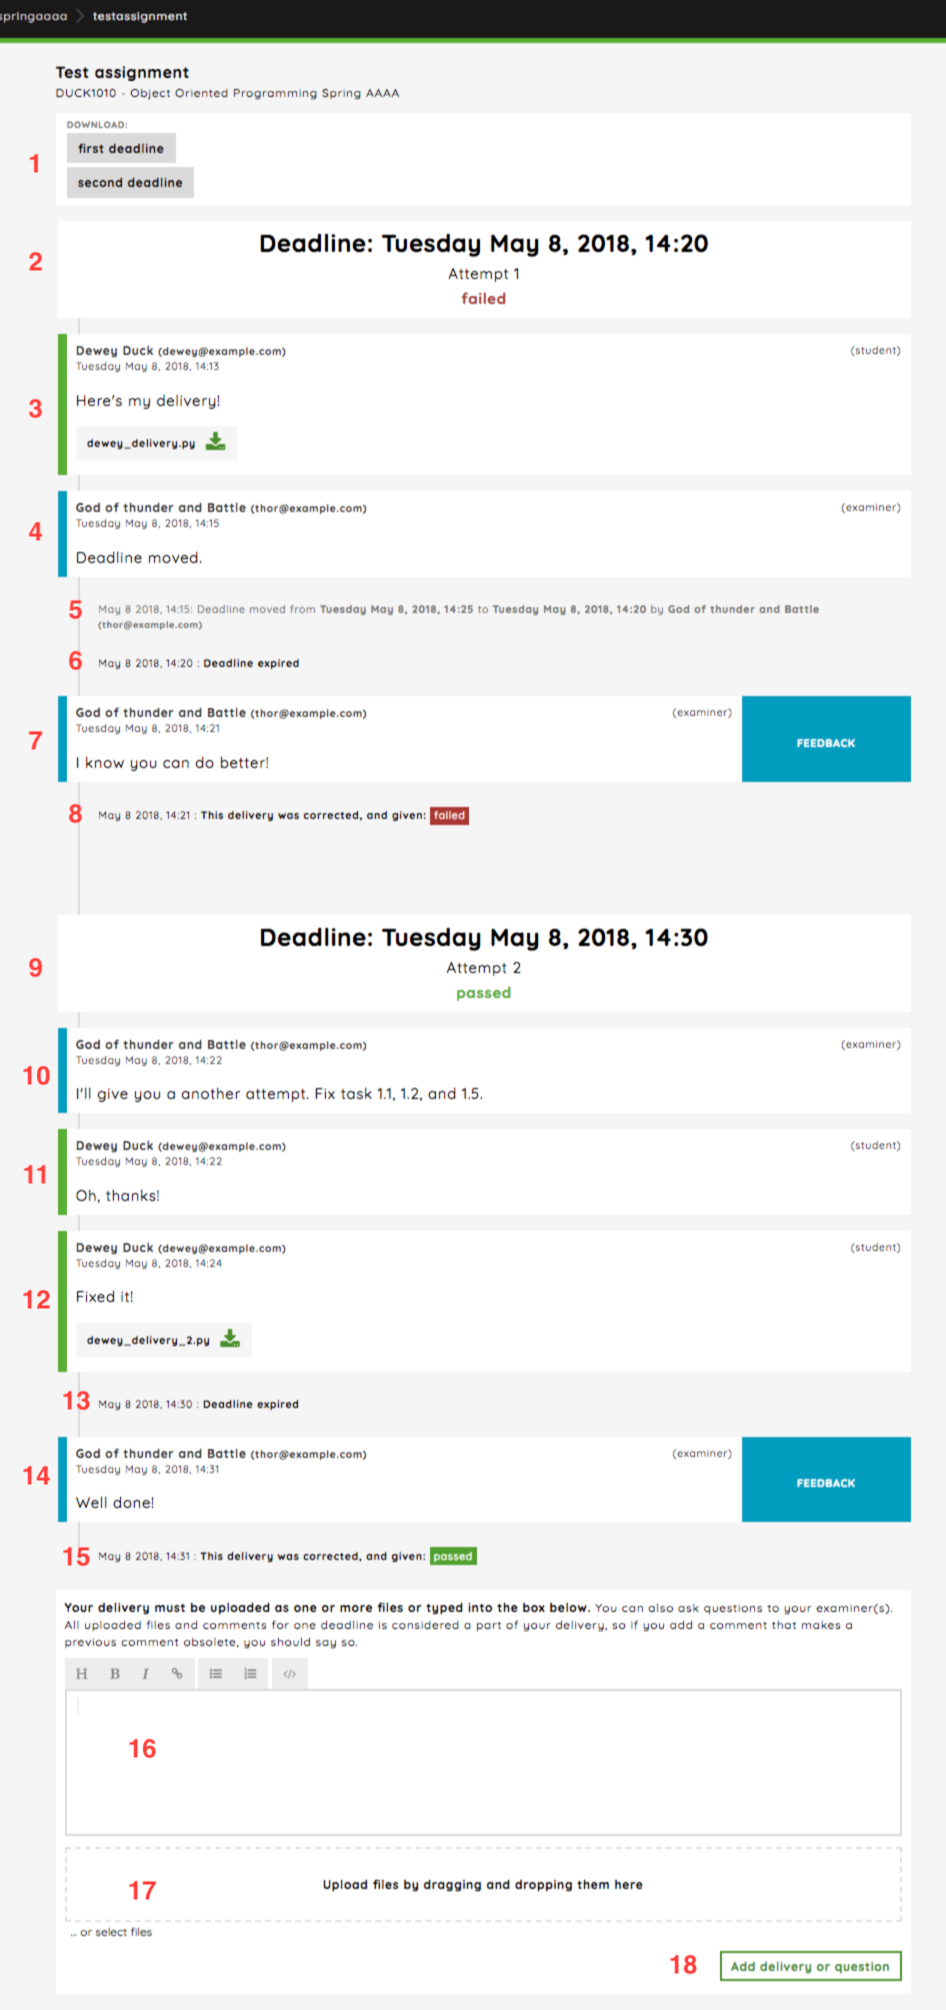 springaaaa testassignment
Test assignment
DUCK1010 - Object Oriented Programming Spring AAAA
DOWNLOAD:
1
first deadline
second deadline
2
Deadline: Tuesday May 8, 2018, 14:20
Attempt 1
failed
Dewey Duck (dewey@example.com) (student)
Tuesday May 8, 2018, 14:13
3
Here's my delivery!
dewey_delivery.py
God of thunder and Battle (thor@example.com) (examiner)
Tuesday May 8, 2018, 14:15
4
Deadline moved.
5 May 8 2018, 14:15: Deadline moved from Tuesday May 8, 2018, 14:25 to Tuesday May 8, 2018, 14:20 by God of thunder and Battle
(thor@example.com)
6 May 8 2018, 14:20 : Deadline expired
God of thunder and Battle (thor@example.com) (examiner)
Tuesday May 8, 2018, 14:21
7 FEEDBACK
I know you can do better!
8 May 8 2018, 14:21 : This delivery was corrected, and given: failed
Deadline: Tuesday May 8, 2018, 14:30
9 Attempt 2
passed
God of thunder and Battle (thor@example.com) (examiner)
Tuesday May 8, 2018, 14:22
10
I'll give you a another attempt. Fix task 1.1, 1.2, and 1.5.
Dewey Duck (dewey@example.com) (student)
Tuesday May 8, 2018, 14:22
11
Oh, thanks!
Dewey Duck (dewey@example.com) (student)
Tuesday May 8, 2018, 14:24
12 Fixed it!
dewey_delivery_2.py
13 May 8 2018, 14:30 : Deadline expired
God of thunder and Battle (thor@example.com) (examiner)
Tuesday May 8, 2018, 14:31
14 FEEDBACK
Well done!
15 May 8 2018, 14:31 : This delivery was corrected, and given: passed
Your delivery must be uploaded as one or more files or typed into the box below. You can also ask questions to your examiner(s).
All uploaded files and comments for one deadline is considered a part of your delivery, so if you add a comment that makes a
previous comment obsolete, you should say so.
H B I </>
16
17 Upload files by dragging and dropping them here
... or select files
18 Add delivery or question